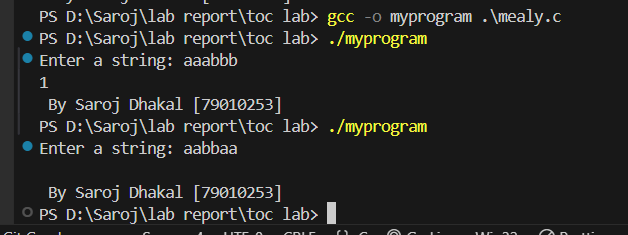 PS D:\Saroj\lab report\toc lab> gcc -o myprogram .\mealy.c
PS D:\Saroj\lab report\toc lab> ./myprogram
Enter a string: aaabbb
1
By Saroj Dhakal [79010253]
PS D:\Saroj\lab report\toc lab> ./myprogram
Enter a string: aabbaa
By Saroj Dhakal [79010253]
PS D:\Saroj\lab report\toc lab>